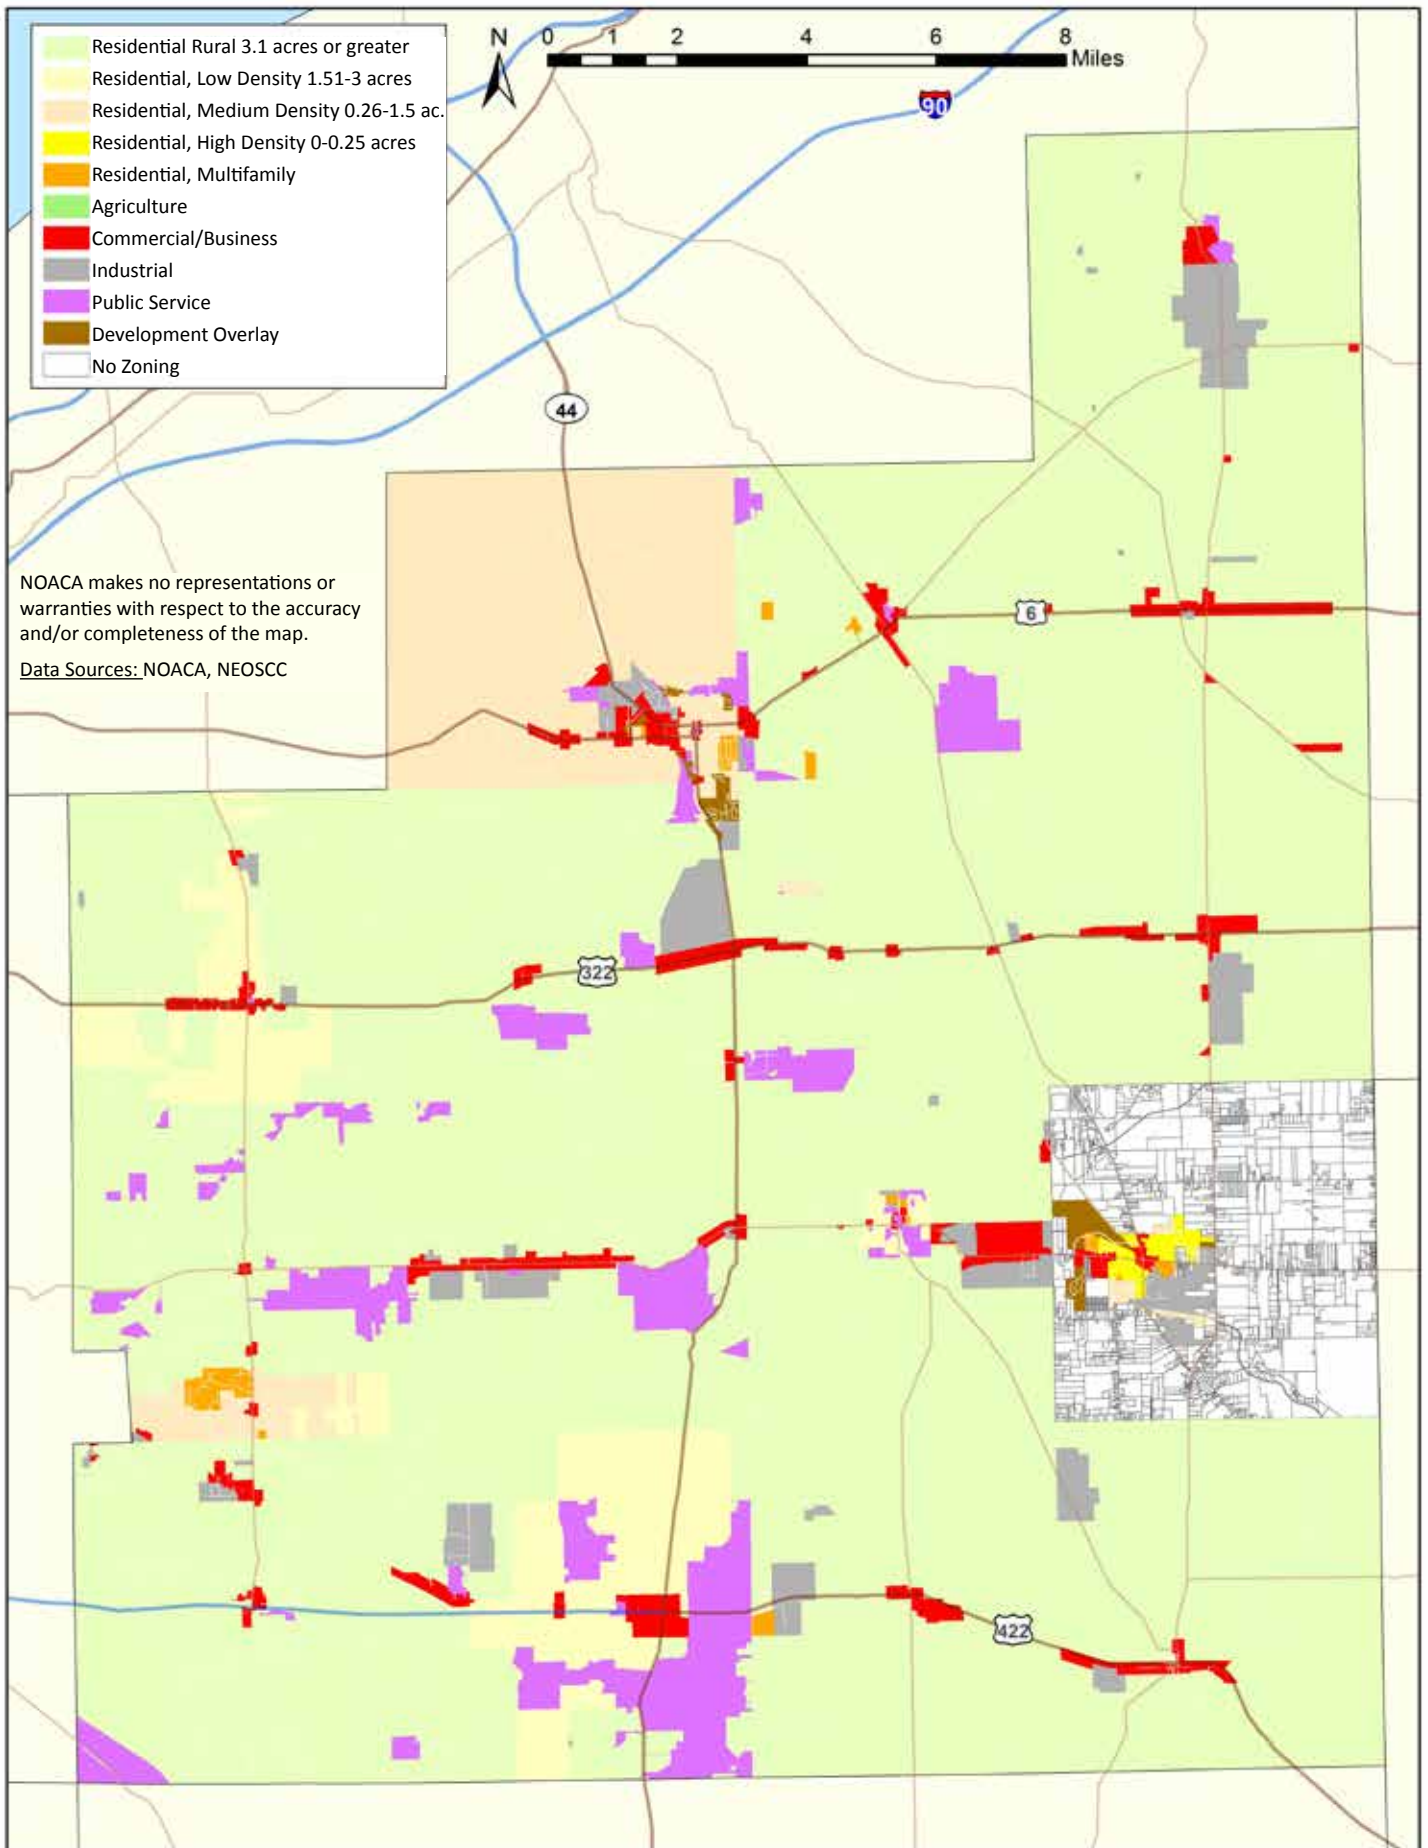 Residential Rural 3.1 acres or greater
Residential, Low Density 1.51-3 acres
Residential, Medium Density 0.26-1.5 ac.
Residential, High Density 0-0.25 acres
Residential, Multifamily
Agriculture
Commercial/Business
Industrial
Public Service
Development Overlay
No Zoning
N
0 1 2 4 6 8
Miles
90
44
NOACA makes no representations or
warranties with respect to the accuracy
and/or completeness of the map.
Data Sources: NOACA, NEOSCC
6
322
422